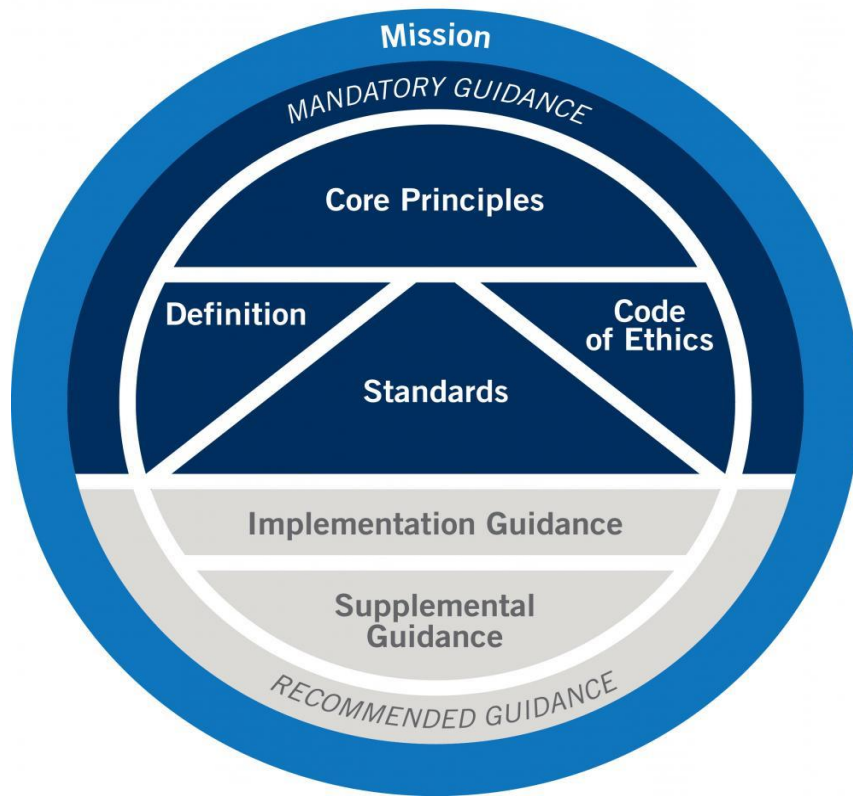 Mission
MANDATORY GUIDANCE
Core Principles
Definition
Code
of Ethics
Standards
Implementation Guidance
Supplemental
Guidance
RECOMMENDED GUIDANCE